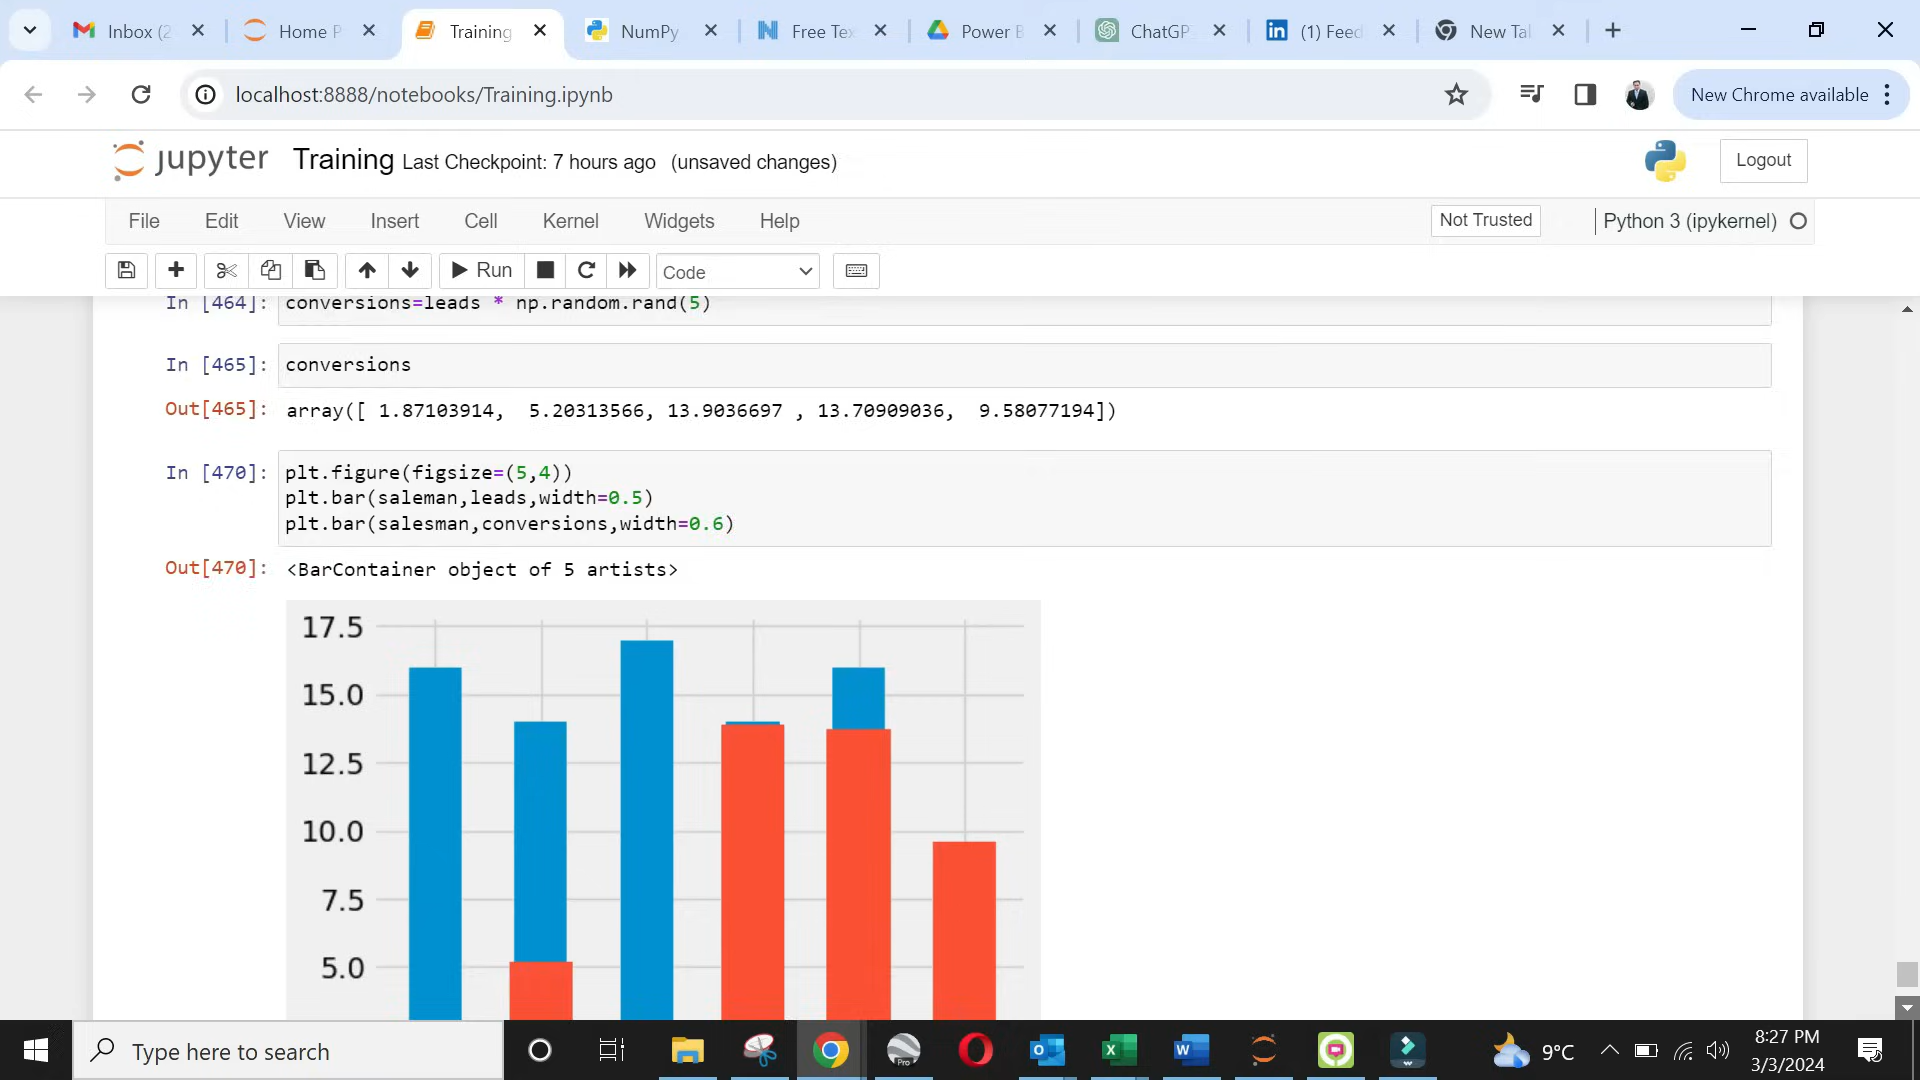 Inbox (2
Home P
Training
NumPy
Free Tex
Power B
ChatGP
(1) Feed
New Tal
localhost:8888/notebooks/Training.ipynb
New Chrome available
jupyter Training Last Checkpoint: 7 hours ago (unsaved changes)
Logout
File Edit View Insert Cell Kernel Widgets Help
Not Trusted
Python 3 (ipykernel)
Run
Code
In [464]: conversions=leads * np.random.rand(5)
In [465]: conversions
Out[465]: array([ 1.87103914,  5.20313566, 13.9036697 , 13.70909036,  9.58077194])
In [470]: plt.figure(figsize=(5,4))
plt.bar(saleman,leads,width=0.5)
plt.bar(salesman,conversions,width=0.6)
Out[470]: <BarContainer object of 5 artists>
17.5
15.0
12.5
10.0
7.5
5.0
Type here to search
Pro
9°C
8:27 PM
3/3/2024